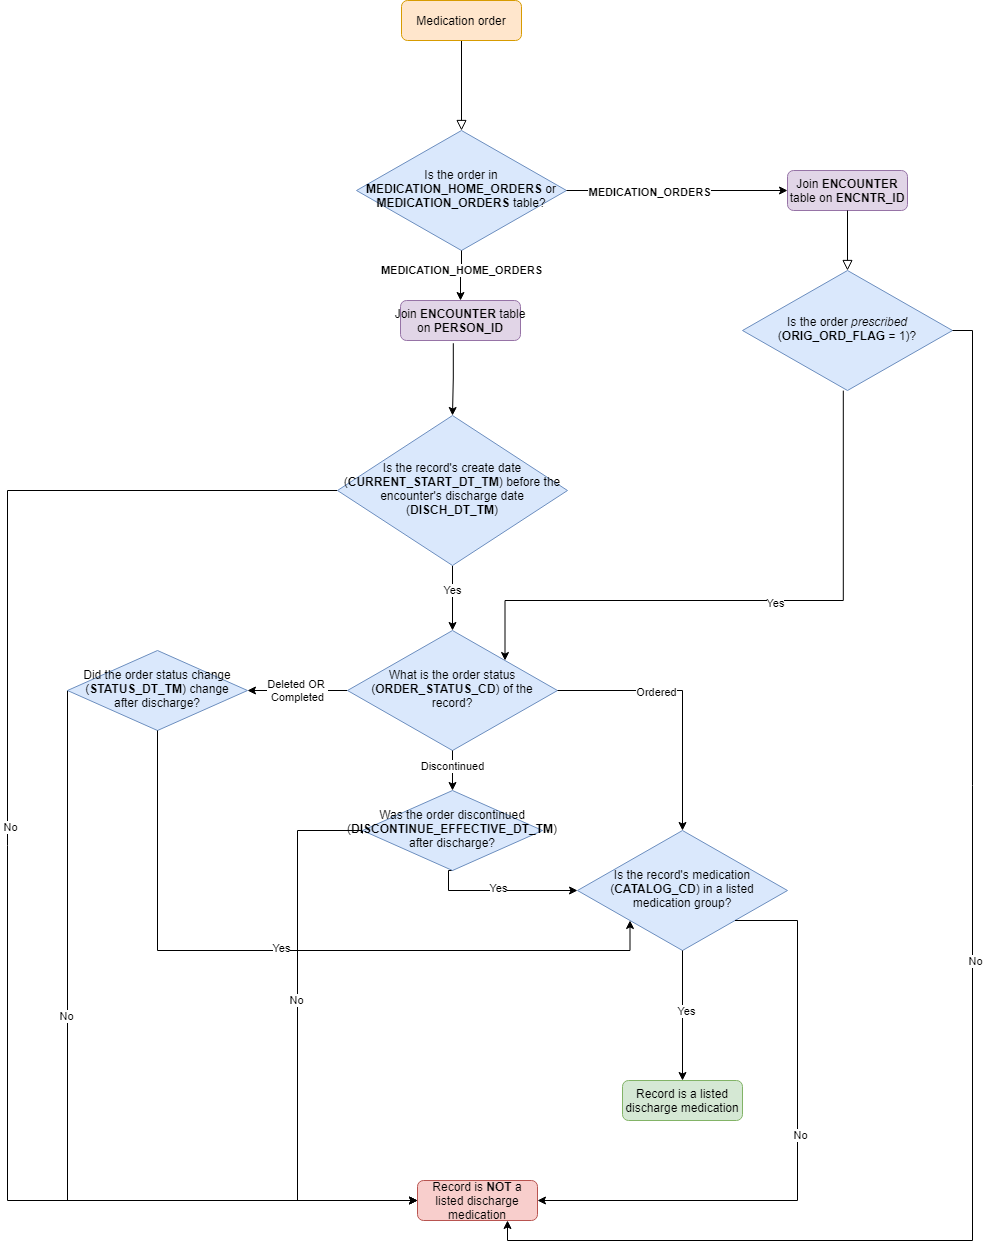 Medication order
Is the order in
MEDICATION_HOME_ORDERS or
MEDICATION_ORDERS table?
MEDICATION_ORDERS
Join ENCOUNTER
table on ENCNTR_ID
MEDICATION_HOME_ORDERS
Join ENCOUNTER table
on PERSON_ID
Is the order prescribed
(ORIG_ORD_FLAG = 1)?
Is the record's create date
(CURRENT_START_DT_TM) before the
encounter's discharge date
(DISCH_DT_TM)
Yes
Yes
Did the order status change
(STATUS_DT_TM) change
after discharge?
Deleted OR
Completed
What is the order status
(ORDER_STATUS_CD) of the
record?
Ordered
Discontinued
Was the order discontinued
(DISCONTINUE_EFFECTIVE_DT_TM)
after discharge?
No
Is the record's medication
(CATALOG_CD) in a listed
medication group?
Yes
Yes
No
No
No
Yes
Record is a listed
discharge medication
No
Record is NOT a
listed discharge
medication